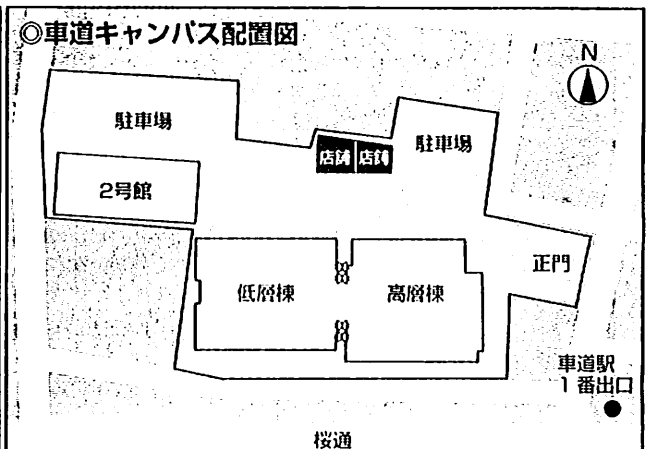 ◎車道キャンパス配置図
N
駐車場
店舗 店舗
駐車場
2号館
正門
低層棟
高層棟
車道駅
1番出口
桜通